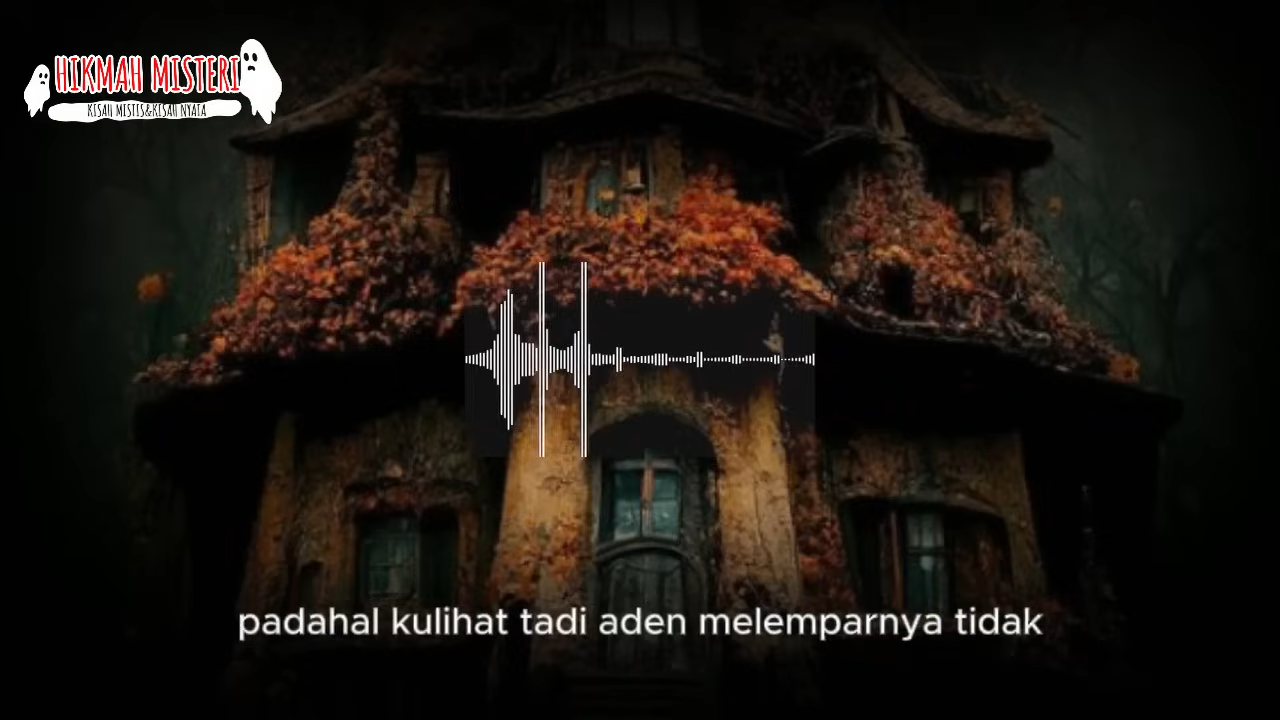 HIKMAH MISTERI
KISAH MISTIS&KISAH NYATA
padahal kulihat tadi aden melemparnya tidak